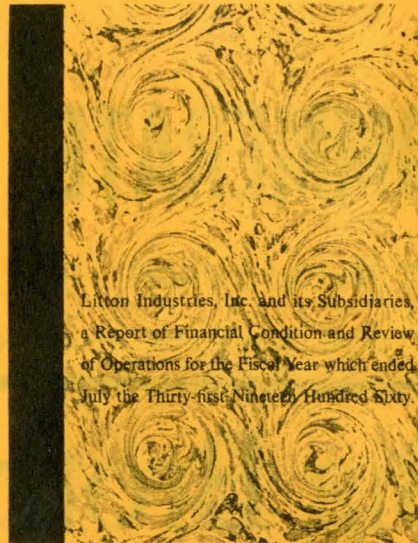 Litton Industries, Inc. and its Subsidiaries,
a Report of Financial Condition and Review
of Operations for the Fiscal Year which ended
July the Thirty-first Nineteen Hundred Sixty.